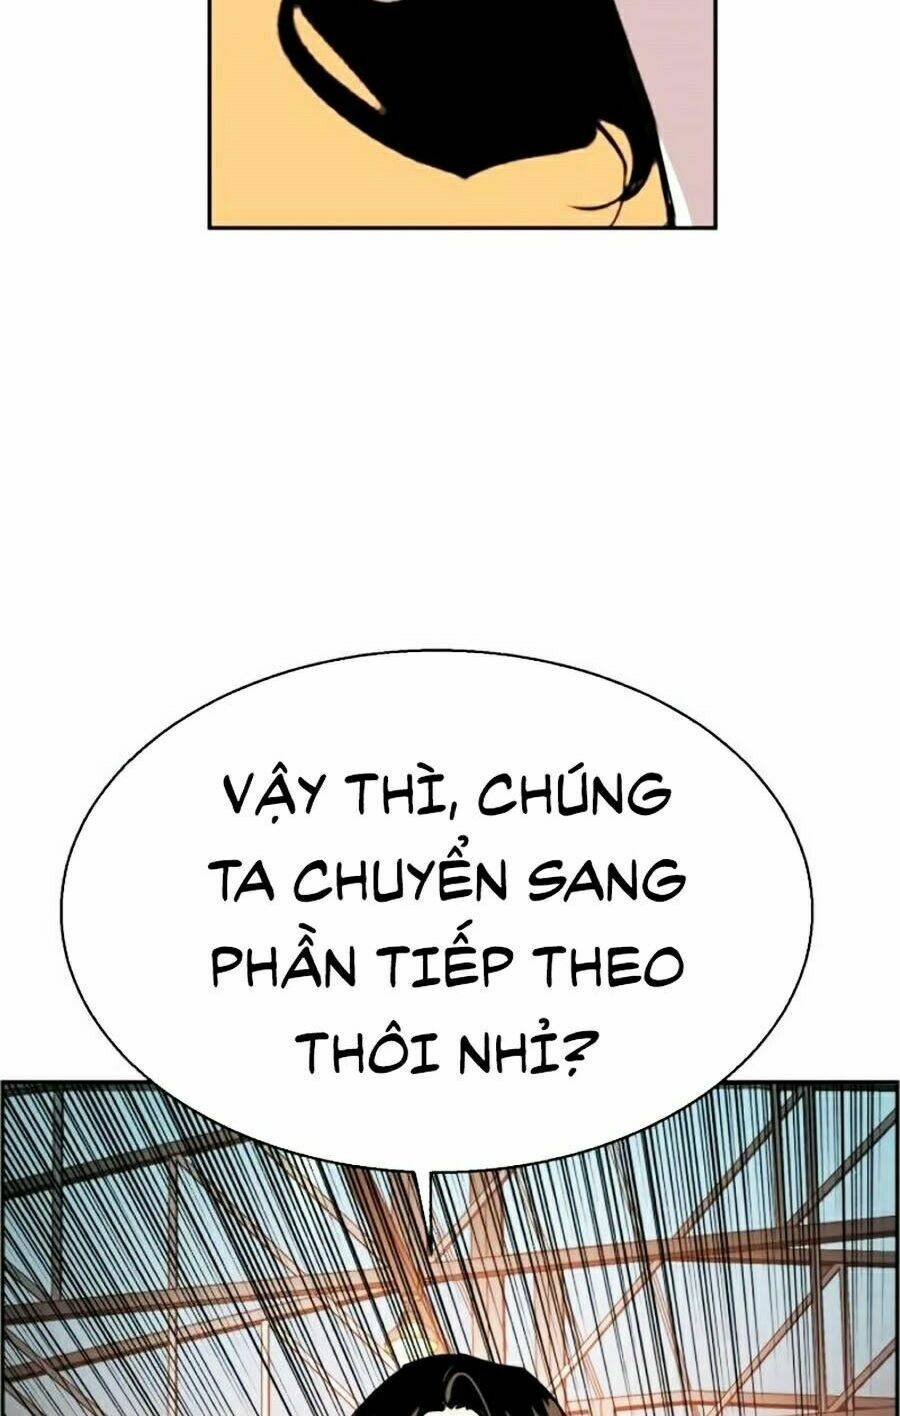 VẬY THÌ, CHÚNG
TA CHUYỂN SANG
PHẦN TIẾP THEO
THÔI NHỈ?